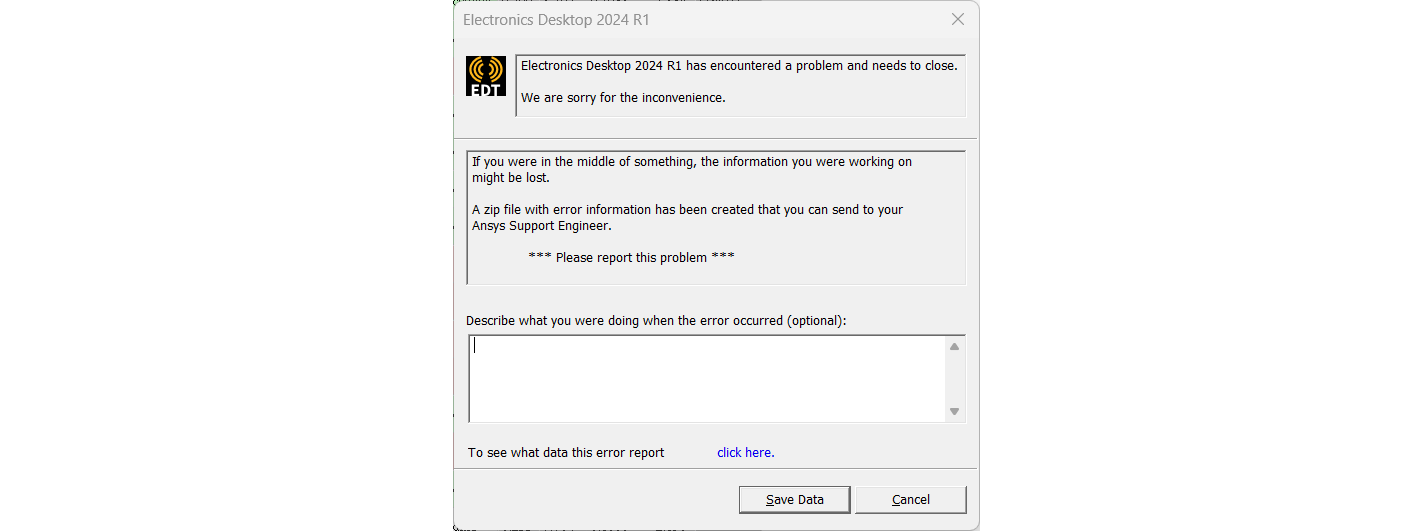 Electronics Desktop 2024 R1
EDT
Electronics Desktop 2024 R1 has encountered a problem and needs to close.
We are sorry for the inconvenience.
If you were in the middle of something, the information you were working on
might be lost.
A zip file with error information has been created that you can send to your
Ansys Support Engineer.
*** Please report this problem ***
Describe what you were doing when the error occurred (optional):
To see what data this error report click here.
Save Data Cancel